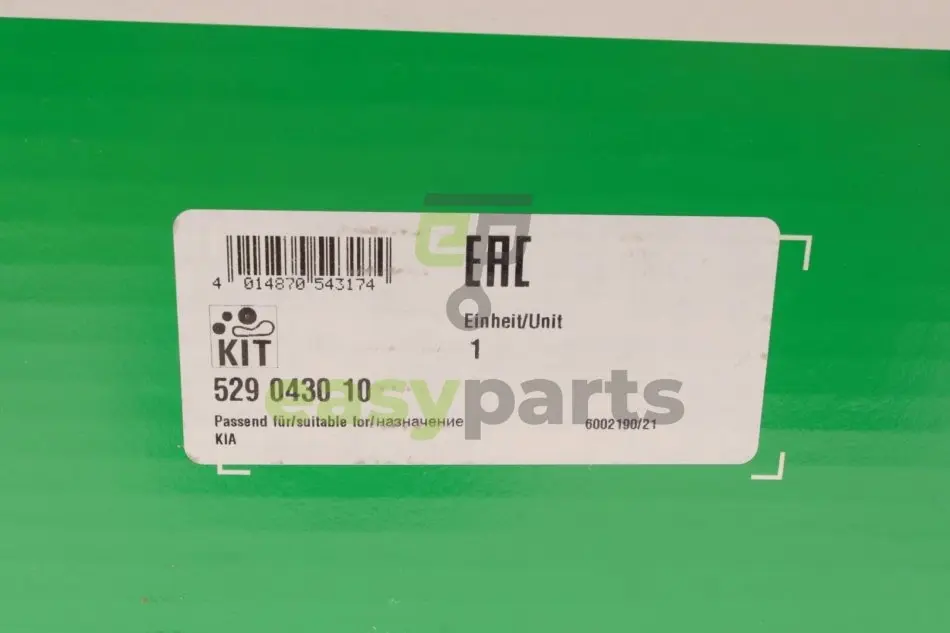 EAC
4 014870 543174
Einheit/Unit
KIT
1
529 0430 10
easyparts
Passend für/suitable for/назначение
6002190/21
KIA